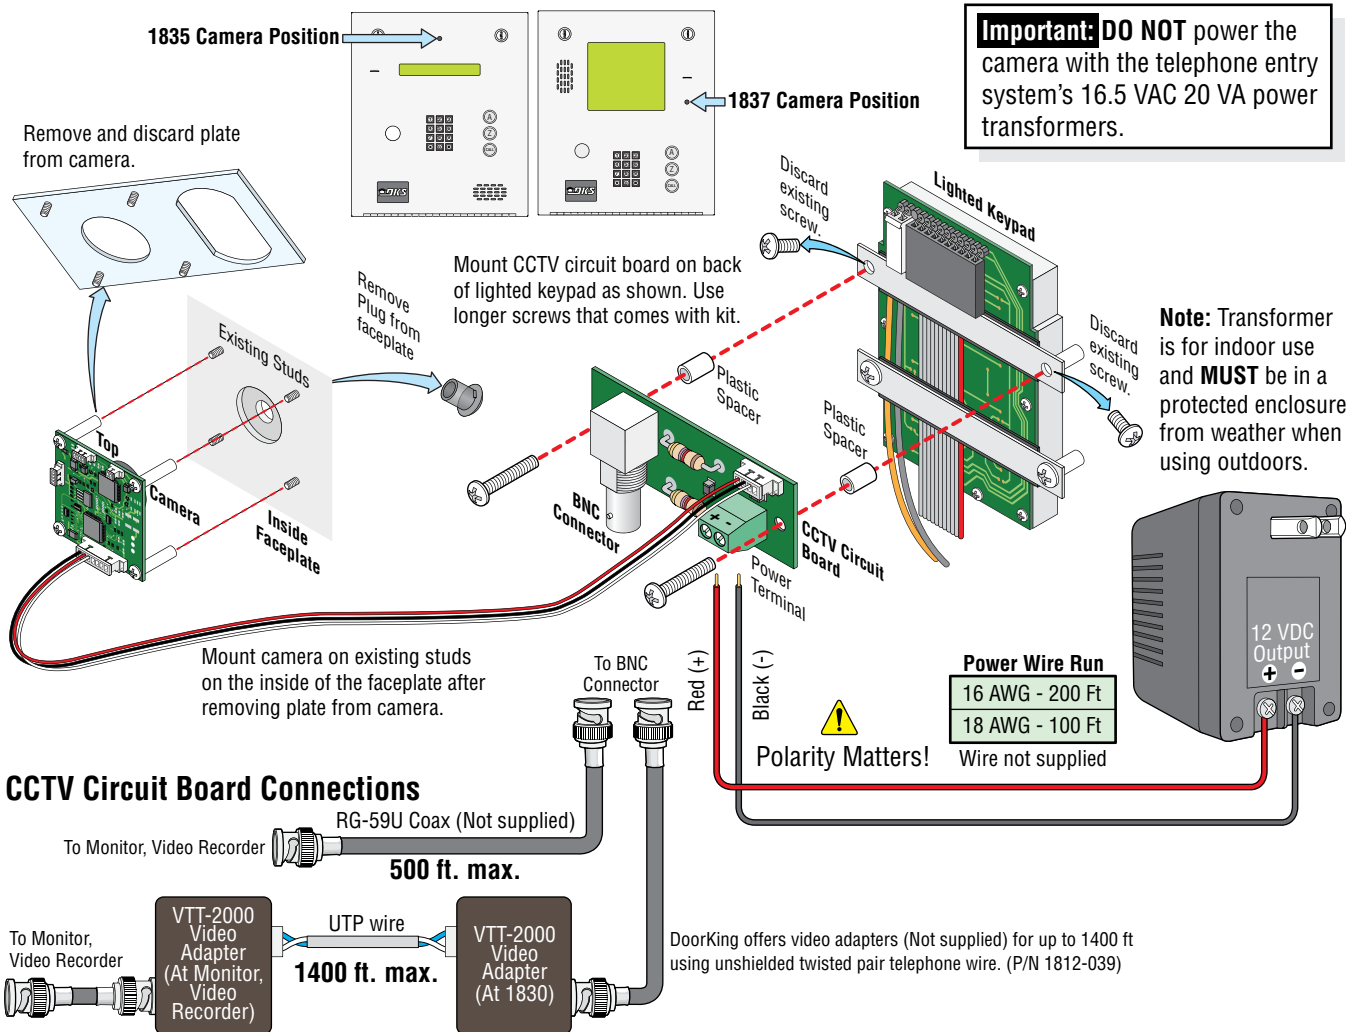 1835 Camera Position
1837 Camera Position
Important: DO NOT power the
camera with the telephone entry
system's 16.5 VAC 20 VA power
transformers.
Remove and discard plate
from camera.
A
Z
CALL
DKS
A
Z
CALL
DKS
Discard
existing
screw.
Lighted Keypad
Mount CCTV circuit board on back
of lighted keypad as shown. Use
longer screws that comes with kit.
Remove
Plug from
faceplate
Existing Studs
Discard
existing
screw.
Note: Transformer
is for indoor use
and MUST be in a
protected enclosure
from weather when
using outdoors.
Plastic
Spacer
Plastic
Spacer
Top
Camera
Inside
Faceplate
BNC
Connector
+ -
CCTV Circuit
Board
Power
Terminal
12 VDC
Output
+ −
Mount camera on existing studs
on the inside of the faceplate after
removing plate from camera.
To BNC
Connector
Red (+)
Black (-)
Polarity Matters!
Power Wire Run
16 AWG - 200 Ft
18 AWG - 100 Ft
Wire not supplied
CCTV Circuit Board Connections
RG-59U Coax (Not supplied)
To Monitor, Video Recorder
500 ft. max.
To Monitor,
Video Recorder
VTT-2000
Video
Adapter
(At Monitor,
Video
Recorder)
UTP wire
1400 ft. max.
VTT-2000
Video
Adapter
(At 1830)
DoorKing offers video adapters (Not supplied) for up to 1400 ft
using unshielded twisted pair telephone wire. (P/N 1812-039)